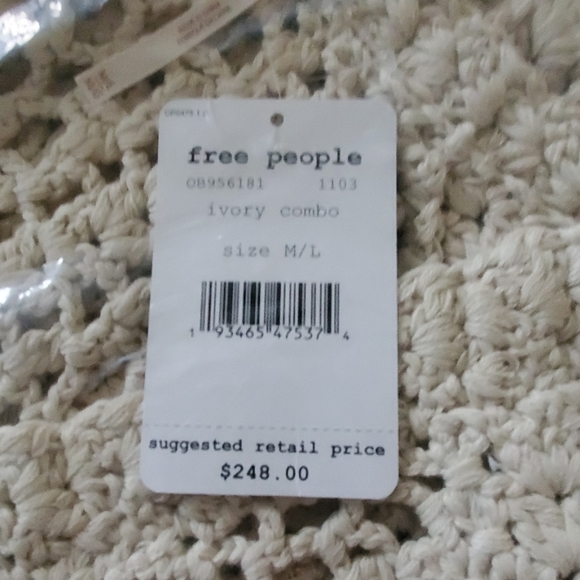 free people
OB956181 1103
ivory combo
size M/L
1 93465 47537 4
suggested retail price
$248.00